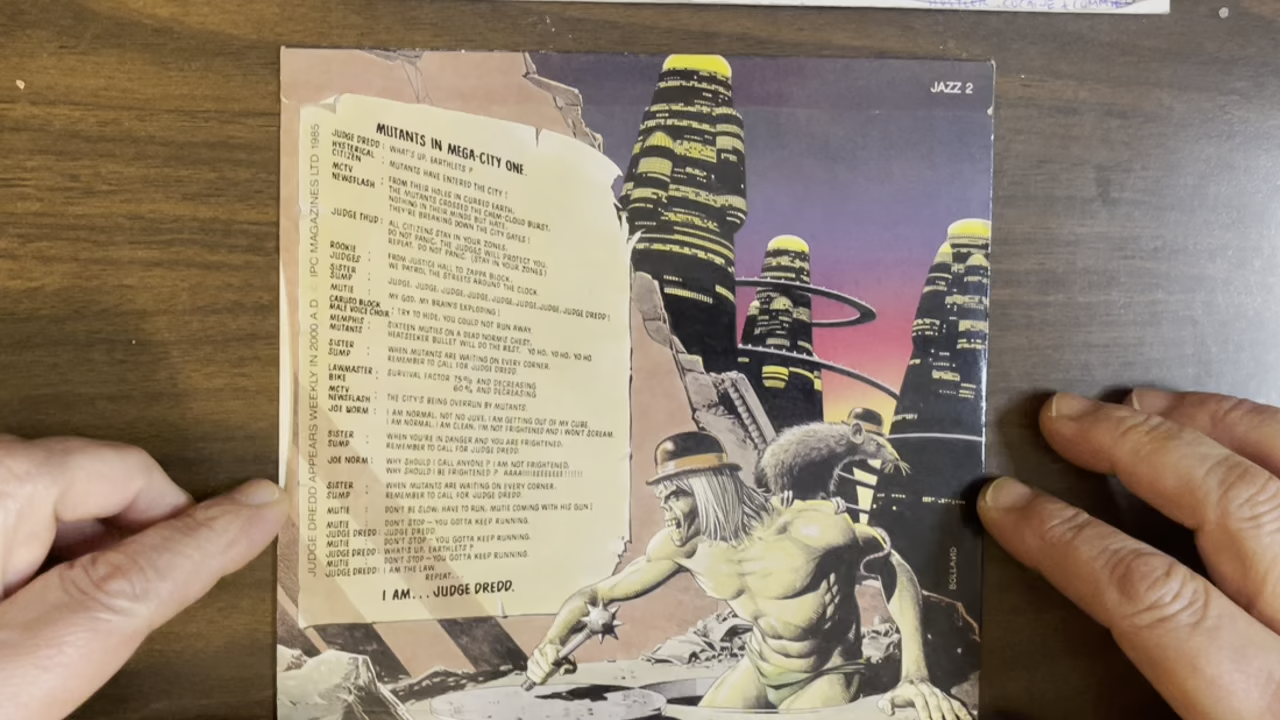 HUSTLER COCAINE & COMMIE
JAZZ 2
JUDGE DREDD APPEARS WEEKLY IN 2000 A.D. IPC MAGAZINES LTD 1985
MUTANTS IN MEGA-CITY ONE.
JUDGE DREDD : WHAT'S UP, EARTHLETS ?
HYSTERICAL CITIZEN : MUTANTS HAVE ENTERED THE CITY !
MCTV NEWSFLASH : FROM THEIR HOLES IN CURSED EARTH,
THE MUTANTS CROSSED THE CHEM-CLOUD BURST,
NOTHING IN THEIR MINDS BUT HATE,
THEY'RE BREAKING DOWN THE CITY GATES !
JUDGE THUD : ALL CITIZENS STAY IN YOUR ZONES,
DO NOT PANIC, THE JUDGES WILL PROTECT YOU,
REPEAT, DO NOT PANIC, (STAY IN YOUR ZONES)
ROOKIE JUDGES : FROM JUSTICE HALL TO ZAPPA BLOCK,
WE PATROL THE STREETS AROUND THE CLOCK.
SISTER SUMP : JUDGE, JUDGE, JUDGE, JUDGE, JUDGE, JUDGE, JUDGE, JUDGE DREDD !
MUTIE : MY GOD, MY BRAIN'S EXPLODING !
CARUSO BLOCK MALE VOICE CHOIR : TRY TO HIDE, YOU COULD NOT RUN AWAY.
MEMPHIS MUTANTS : SIXTEEN MUTIES ON A DEAD NORM'S CHEST,
HEATSEEKER BULLET WILL DO THE REST, YO HO, YO HO, YO HO
SISTER SUMP : WHEN MUTANTS ARE WAITING ON EVERY CORNER,
REMEMBER TO CALL FOR JUDGE DREDD.
LAWMASTER BIKE : SURVIVAL FACTOR 75% AND DECREASING
60% AND DECREASING
MCTV NEWSFLASH : THE CITY'S BEING OVERRUN BY MUTANTS.
JOE NORM : I AM NORMAL, NOT NO JUVE, I AM GETTING OUT OF MY CUBE
I AM NORMAL, I AM CLEAN, I'M NOT FRIGHTENED AND I WON'T SCREAM.
SISTER SUMP : WHEN YOU'RE IN DANGER AND YOU ARE FRIGHTENED,
REMEMBER TO CALL FOR JUDGE DREDD.
JOE NORM : WHY SHOULD I CALL ANYONE ? I AM NOT FRIGHTENED,
WHY SHOULD I BE FRIGHTENED ?
SISTER SUMP : WHEN MUTANTS ARE WAITING ON EVERY CORNER,
REMEMBER TO CALL FOR JUDGE DREDD.
MUTIE : DON'T BE SLOW, HAVE TO RUN, MUTIE COMING WITH HIS GUN !
MUTIE : DON'T STOP – YOU GOTTA KEEP RUNNING.
JUDGE DREDD : JUDGE DREDD.
MUTIE : DON'T STOP – YOU GOTTA KEEP RUNNING.
JUDGE DREDD : WHAT'S UP, EARTHLETS ?
MUTIE : DON'T STOP – YOU GOTTA KEEP RUNNING.
JUDGE DREDD : I AM THE LAW.
REPEAT...
I AM... JUDGE DREDD.
BOLLAND